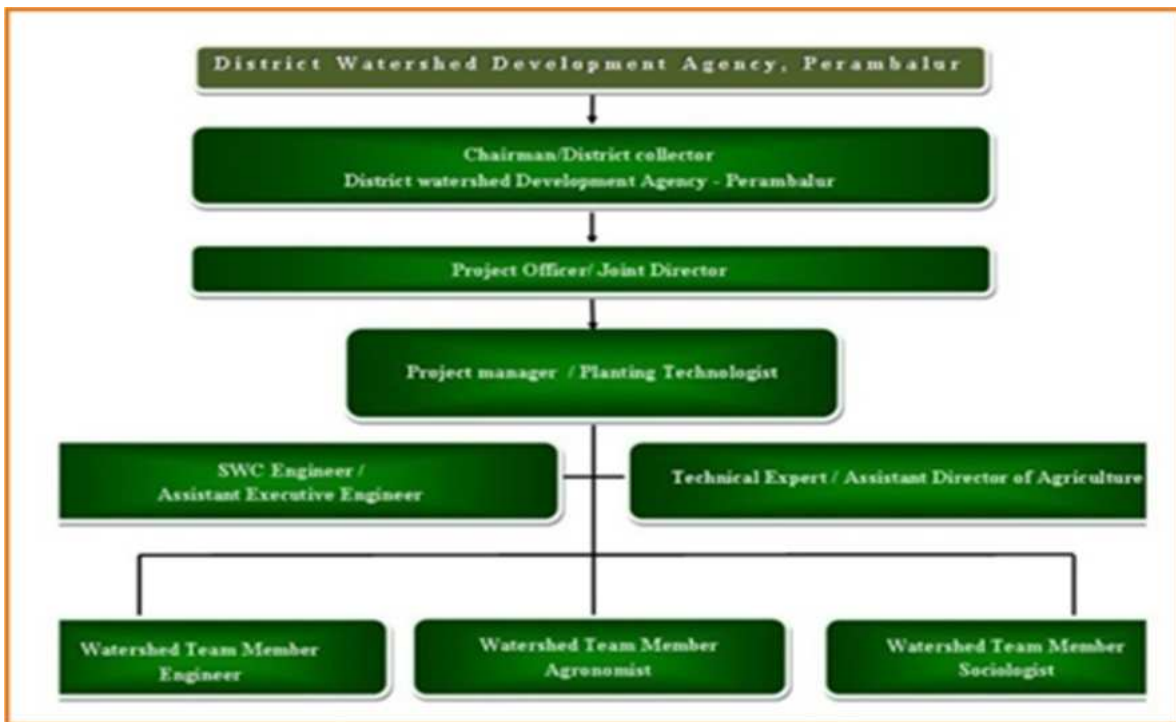 District Watershed Development Agency, Perambalur
Chairman/District collector
District watershed Development Agency - Perambalur
Project Officer/ Joint Director
Project manager / Planting Technologist
SWC Engineer /
Assistant Executive Engineer
Technical Expert / Assistant Director of Agriculture
Watershed Team Member
Engineer
Watershed Team Member
Agronomist
Watershed Team Member
Sociologist